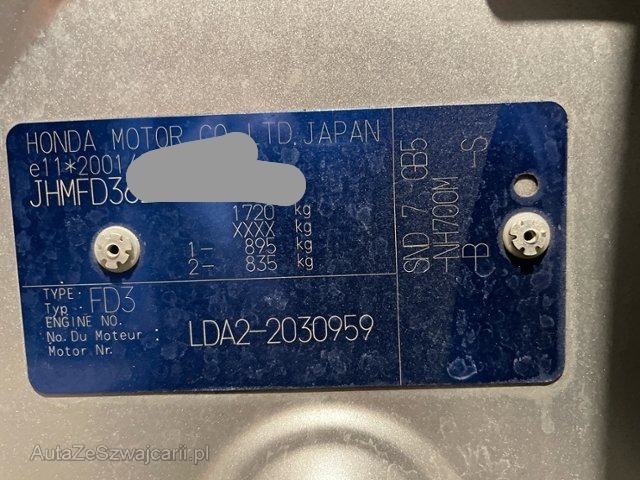 HONDA MOTOR CO.,LTD.JAPAN
e11*2001/
JHMFD36
1720 kg
XXXX kg
1- 895 kg
2- 835 kg
TYPE :
Typ : FD3
ENGINE NO.
No. Du Moteur : LDA2-2030959
Motor Nr.
SND 7 GB5
-NH700M -S
-B
AutaZeSzwajcarii.pl